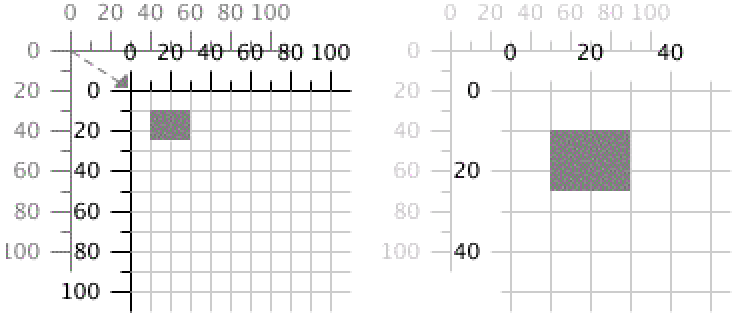 0 20 40 60 80 100
0 0 20 40 60 80 100
20 0
40 20
60 40
80 60
100 80
100
0 20 40 60 80 100
0 0 20 40
20 0
40
60 20
80
100 40